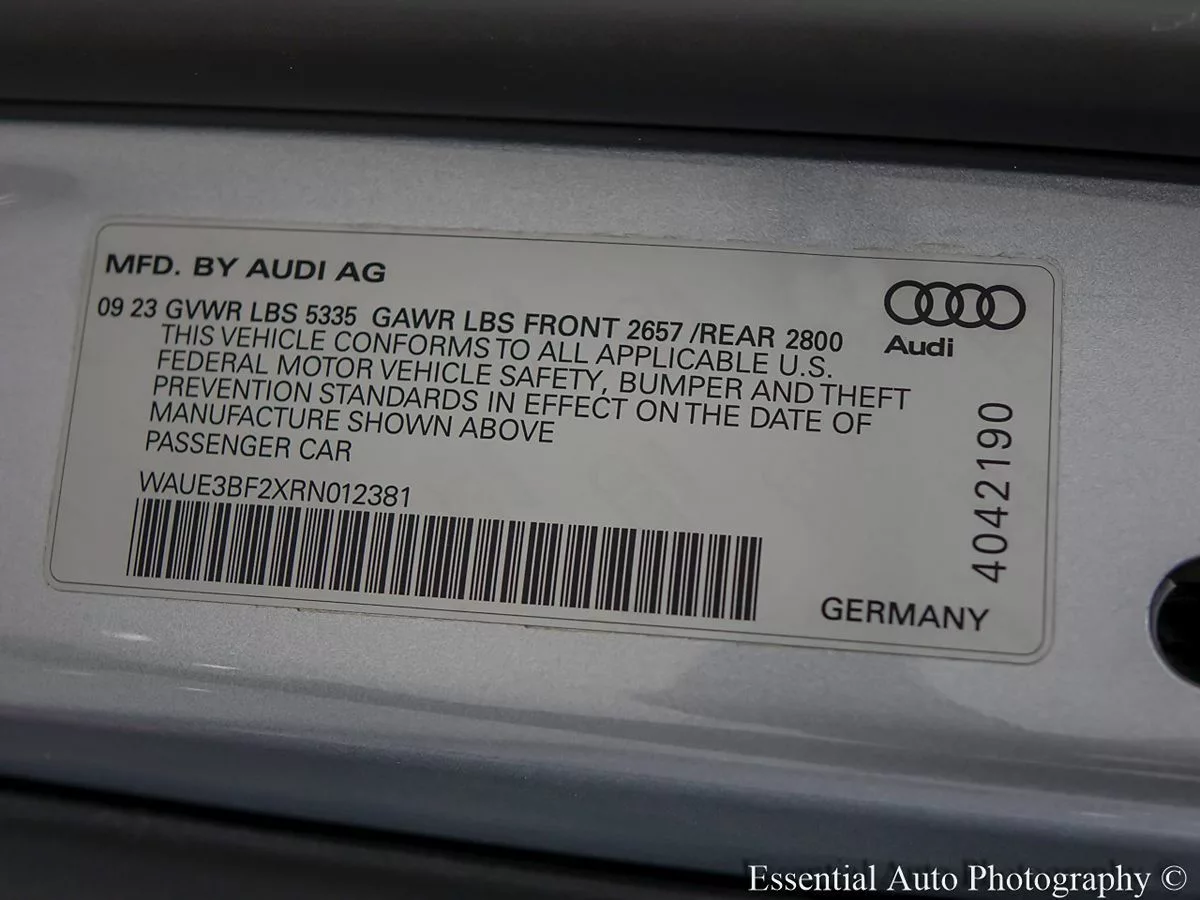 MFD. BY AUDI AG
09 23 GVWR LBS 5335 GAWR LBS FRONT 2657 /REAR 2800
THIS VEHICLE CONFORMS TO ALL APPLICABLE U.S.
FEDERAL MOTOR VEHICLE SAFETY, BUMPER AND THEFT
PREVENTION STANDARDS IN EFFECT ON THE DATE OF
MANUFACTURE SHOWN ABOVE
PASSENGER CAR
WAUE3BF2XRN012381
Audi
4042190
GERMANY
Essential Auto Photography ©